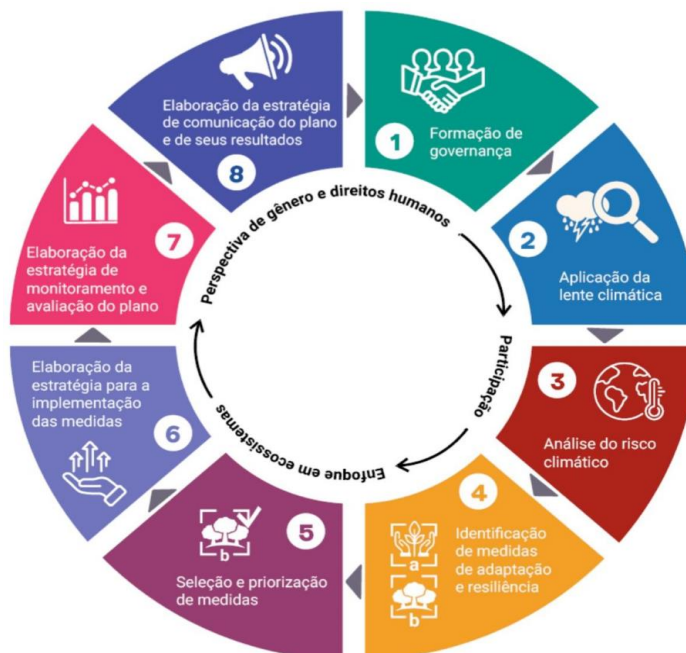 1
Formação de
governança
2
Aplicação da
lente climática
3
Análise do risco
climático
4
Identificação
de medidas
de adaptação
e resiliência
a
b
5
Seleção e priorização
de medidas
b
6
Elaboração da
estratégia para a
implementação
das medidas
7
Elaboração da
estratégia de
monitoramento e
avaliação do plano
8
Elaboração da estratégia
de comunicação do plano
e de seus resultados
Perspectiva de gênero e direitos humanos
Participação
Enfoque em ecossistemas